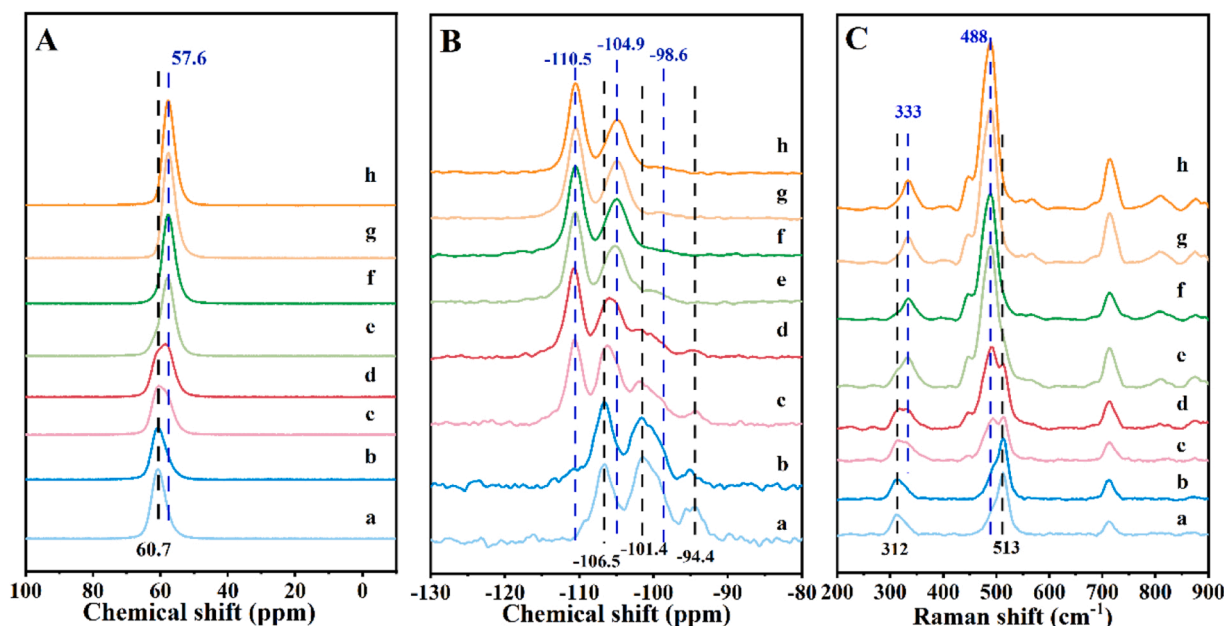 A
57.6
h
g
f
e
d
c
b
a
60.7
100 80 60 40 20 0
Chemical shift (ppm)
B
-110.5
-104.9
-98.6
h
g
f
e
d
c
b
a
-106.5
-101.4
-94.4
-130 -120 -110 -100 -90 -80
Chemical shift (ppm)
C
488
333
h
g
f
e
d
c
b
a
312
513
200 300 400 500 600 700 800 900
Raman shift (cm-1)